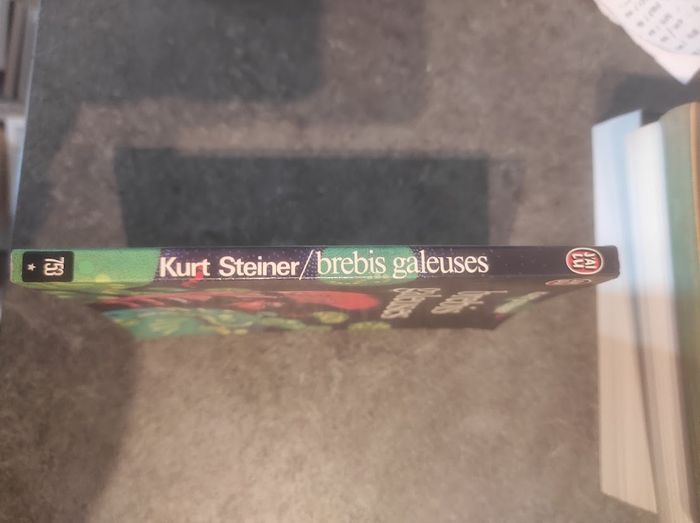 753
★
Kurt Steiner/brebis galeuses
J'AI LU
brebis
galeuses